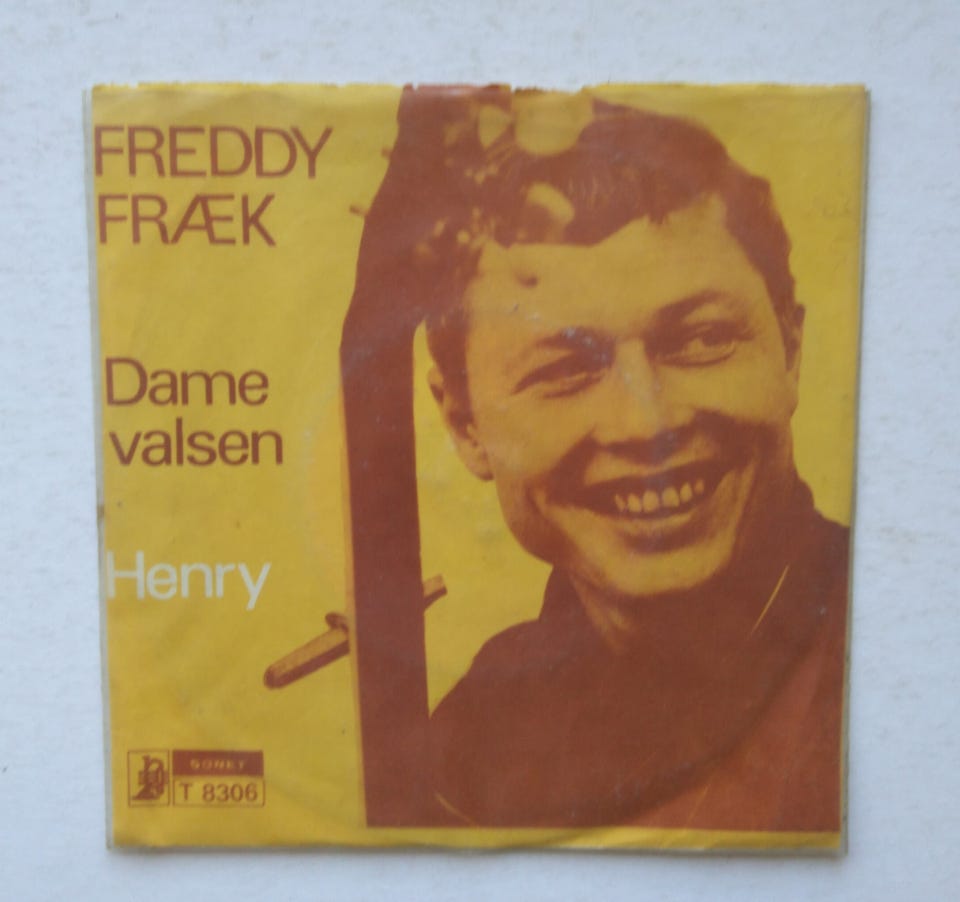 FREDDY
FRÆK
Dame
valsen
Henry
SONET
T 8306